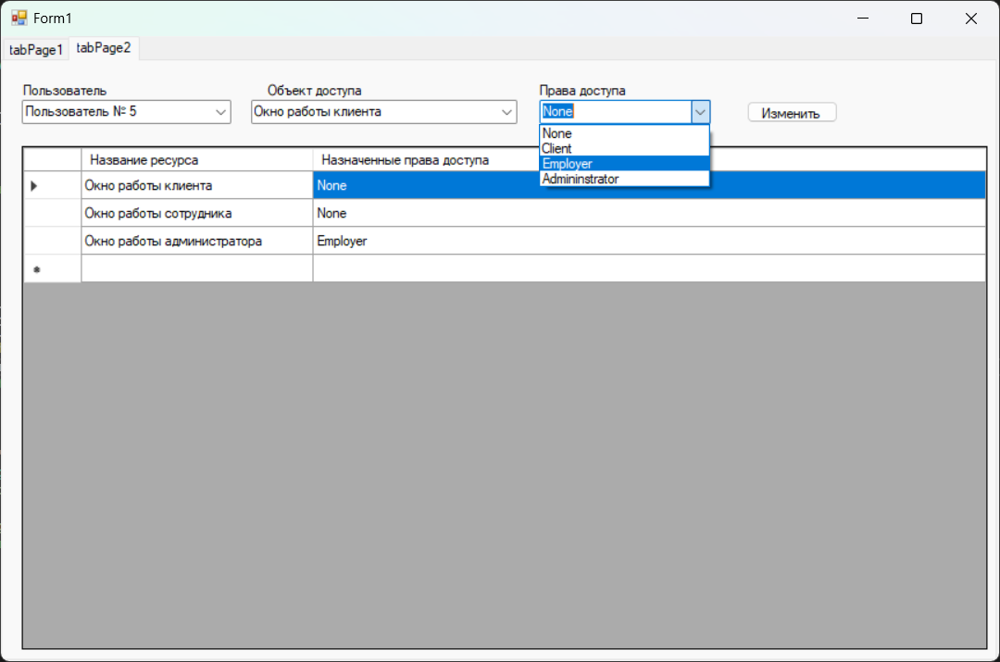 Form1
tabPage1 tabPage2
Пользователь Объект доступа Права доступа
Пользователь № 5 Окно работы клиента None Изменить
None
Client
Employer
Admininstrator
Название ресурса Назначенные права доступа
Окно работы клиента None
Окно работы сотрудника None
Окно работы администратора Employer